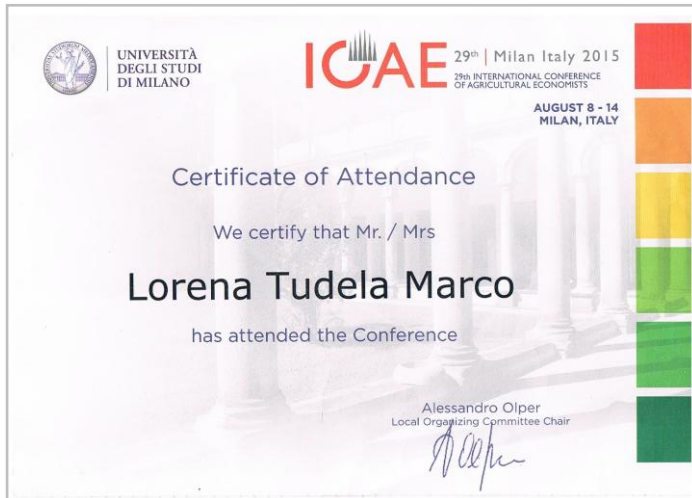 UNIVERSITÀ
DEGLI STUDI
DI MILANO
ICAE
29th | Milan Italy 2015
29th INTERNATIONAL CONFERENCE
OF AGRICULTURAL ECONOMISTS
AUGUST 8 - 14
MILAN, ITALY
Certificate of Attendance
We certify that Mr. / Mrs
Lorena Tudela Marco
has attended the Conference
Alessandro Olper
Local Organizing Committee Chair